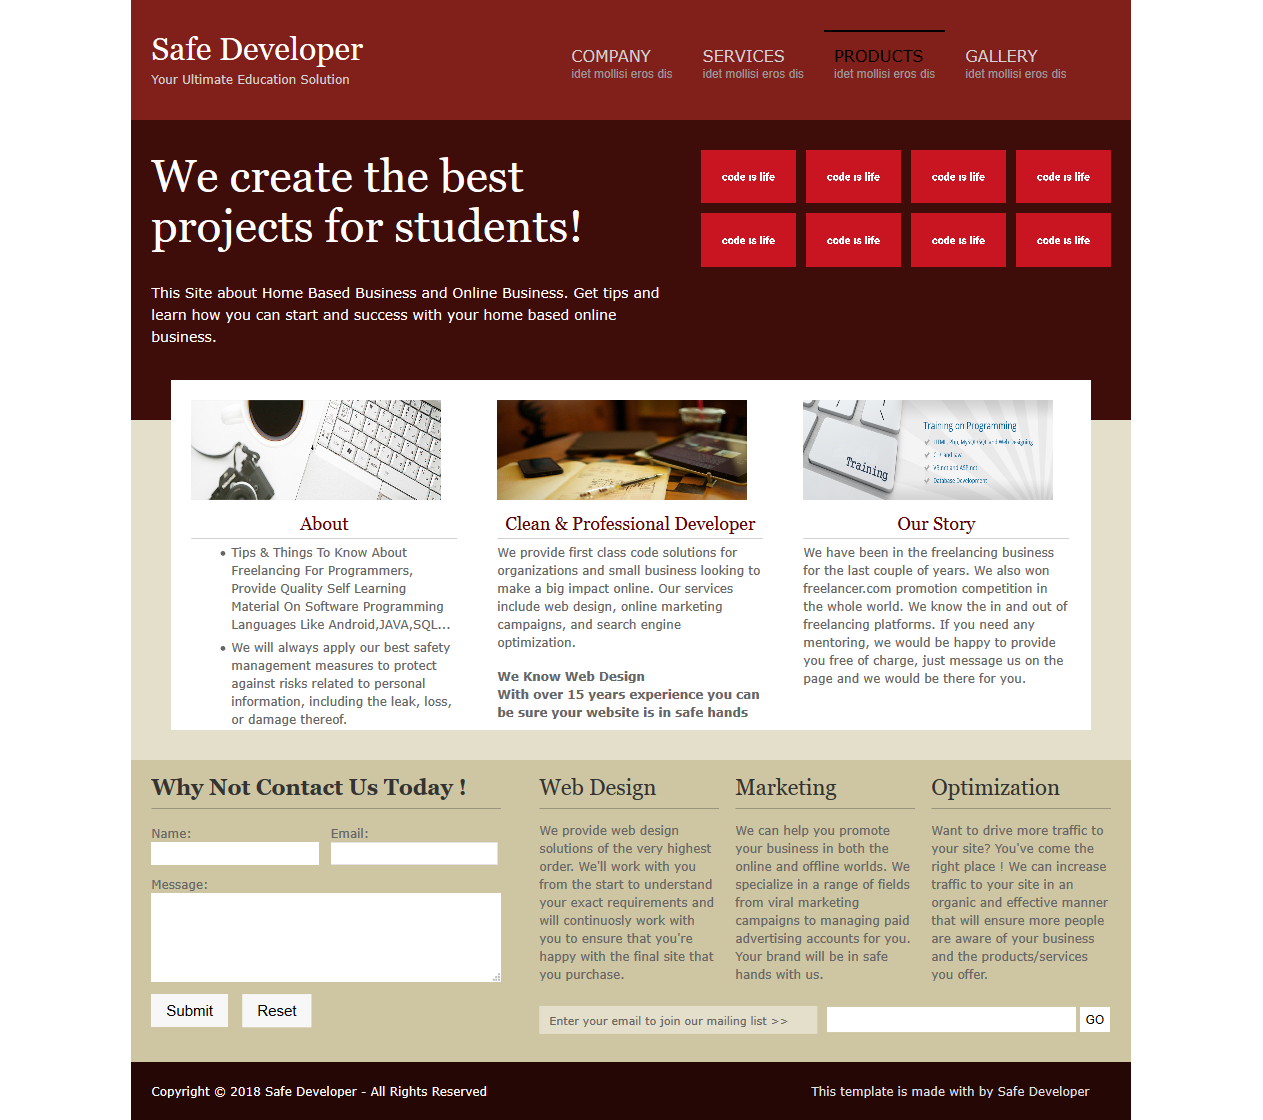 Safe Developer
Your Ultimate Education Solution
COMPANY
idet mollisi eros dis
SERVICES
idet mollisi eros dis
PRODUCTS
idet mollisi eros dis
GALLERY
idet mollisi eros dis
We create the best
projects for students!
This Site about Home Based Business and Online Business. Get tips and
learn how you can start and success with your home based online
business.
code is life
code is life
code is life
code is life
code is life
code is life
code is life
code is life
Training
Training on Programming
HTML, Php, MySQL, SQL and Web Designing
C++ and Java
VB.net and ASP.net
Database Development
About
• Tips & Things To Know About
Freelancing For Programmers,
Provide Quality Self Learning
Material On Software Programming
Languages Like Android,JAVA,SQL...
• We will always apply our best safety
management measures to protect
against risks related to personal
information, including the leak, loss,
or damage thereof.
Clean & Professional Developer
We provide first class code solutions for
organizations and small business looking to
make a big impact online. Our services
include web design, online marketing
campaigns, and search engine
optimization.
We Know Web Design
With over 15 years experience you can
be sure your website is in safe hands
Our Story
We have been in the freelancing business
for the last couple of years. We also won
freelancer.com promotion competition in
the whole world. We know the in and out of
freelancing platforms. If you need any
mentoring, we would be happy to provide
you free of charge, just message us on the
page and we would be there for you.
Why Not Contact Us Today !
Name:
Email:
Message:
Submit
Reset
Web Design
We provide web design
solutions of the very highest
order. We'll work with you
from the start to understand
your exact requirements and
will continuosly work with
you to ensure that you're
happy with the final site that
you purchase.
Marketing
We can help you promote
your business in both the
online and offline worlds. We
specialize in a range of fields
from viral marketing
campaigns to managing paid
advertising accounts for you.
Your brand will be in safe
hands with us.
Optimization
Want to drive more traffic to
your site? You've come the
right place ! We can increase
traffic to your site in an
organic and effective manner
that will ensure more people
are aware of your business
and the products/services
you offer.
Enter your email to join our mailing list >>
GO
Copyright © 2018 Safe Developer - All Rights Reserved
This template is made with by Safe Developer